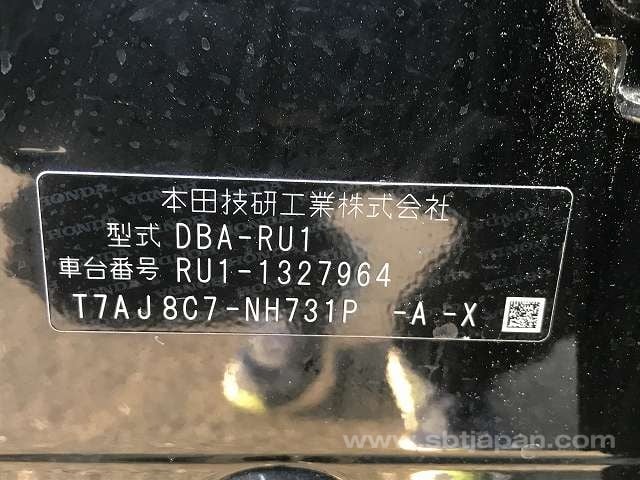 本田技研工業株式会社
型式 DBA-RU1
車台番号 RU1-1327964
T7AJ8C7-NH731P -A -X
www.sbtjapan.com